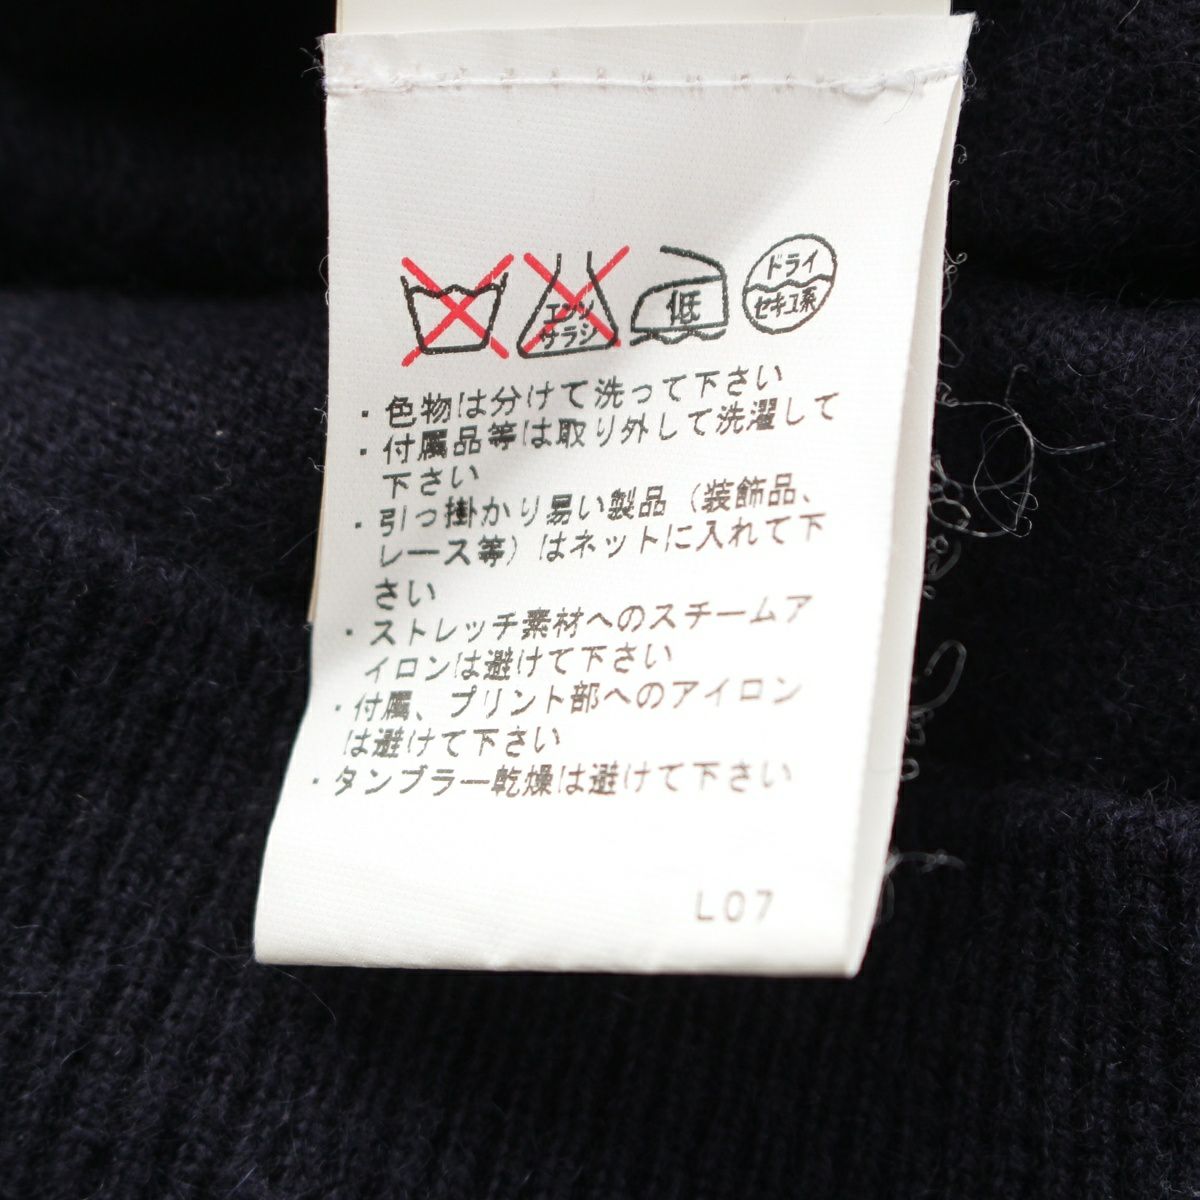 エンソ
サラシ
低
ドライ
セキユ系
・色物は分けて洗って下さい
・付属品等は取り外して洗濯して
下さい
・引っ掛かり易い製品（装飾品、
レース等）はネットに入れて下
さい
・ストレッチ素材へのスチームア
イロンは避けて下さい
・付属、プリント部へのアイロン
は避けて下さい
・タンブラー乾燥は避けて下さい
L07